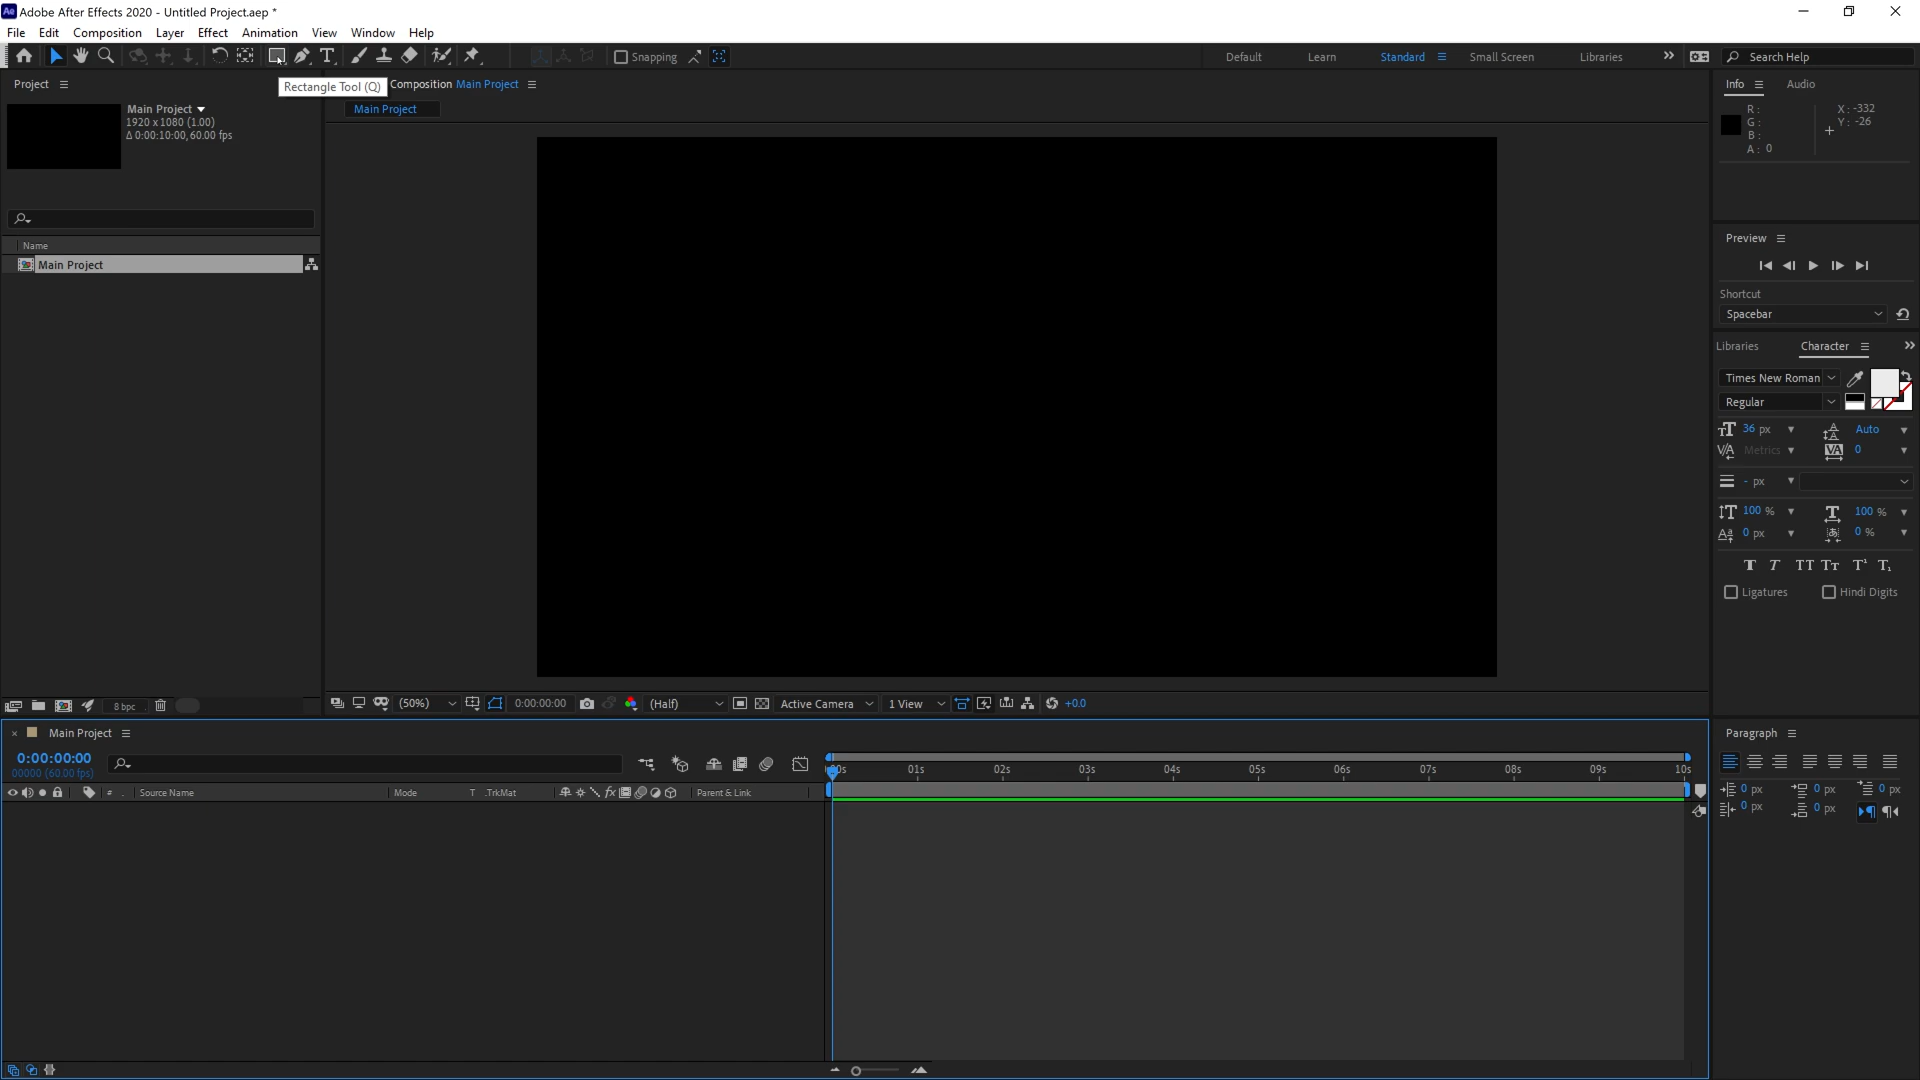 Adobe After Effects 2020 - Untitled Project.aep *
File Edit Composition Layer Effect Animation View Window Help
Snapping
Default Learn Standard Small Screen Libraries
Search Help
Rectangle Tool (Q)
Project
Composition Main Project
Main Project
Main Project
1920 x 1080 (1.00)
Δ 0:00:10:00, 60.00 fps
Name
Main Project
Info Audio
R :
G :
B :
A : 0
X : -332
Y : -26
Preview
Shortcut
Spacebar
Libraries Character
Times New Roman
Regular
36 px Auto
Metrics 0
- px
100 % 100 %
0 px 0 %
T T TT Tт T¹ T₁
Ligatures Hindi Digits
8 bpc
(50%) 0:00:00:00 (Half) Active Camera 1 View +0.0
Main Project
0:00:00:00
00000 (60.00 fps)
01s 02s 03s 04s 05s 06s 07s 08s 09s 10s
# . Source Name Mode T .TrkMat fx Parent & Link
Paragraph
0 px 0 px 0 px
0 px 0 px